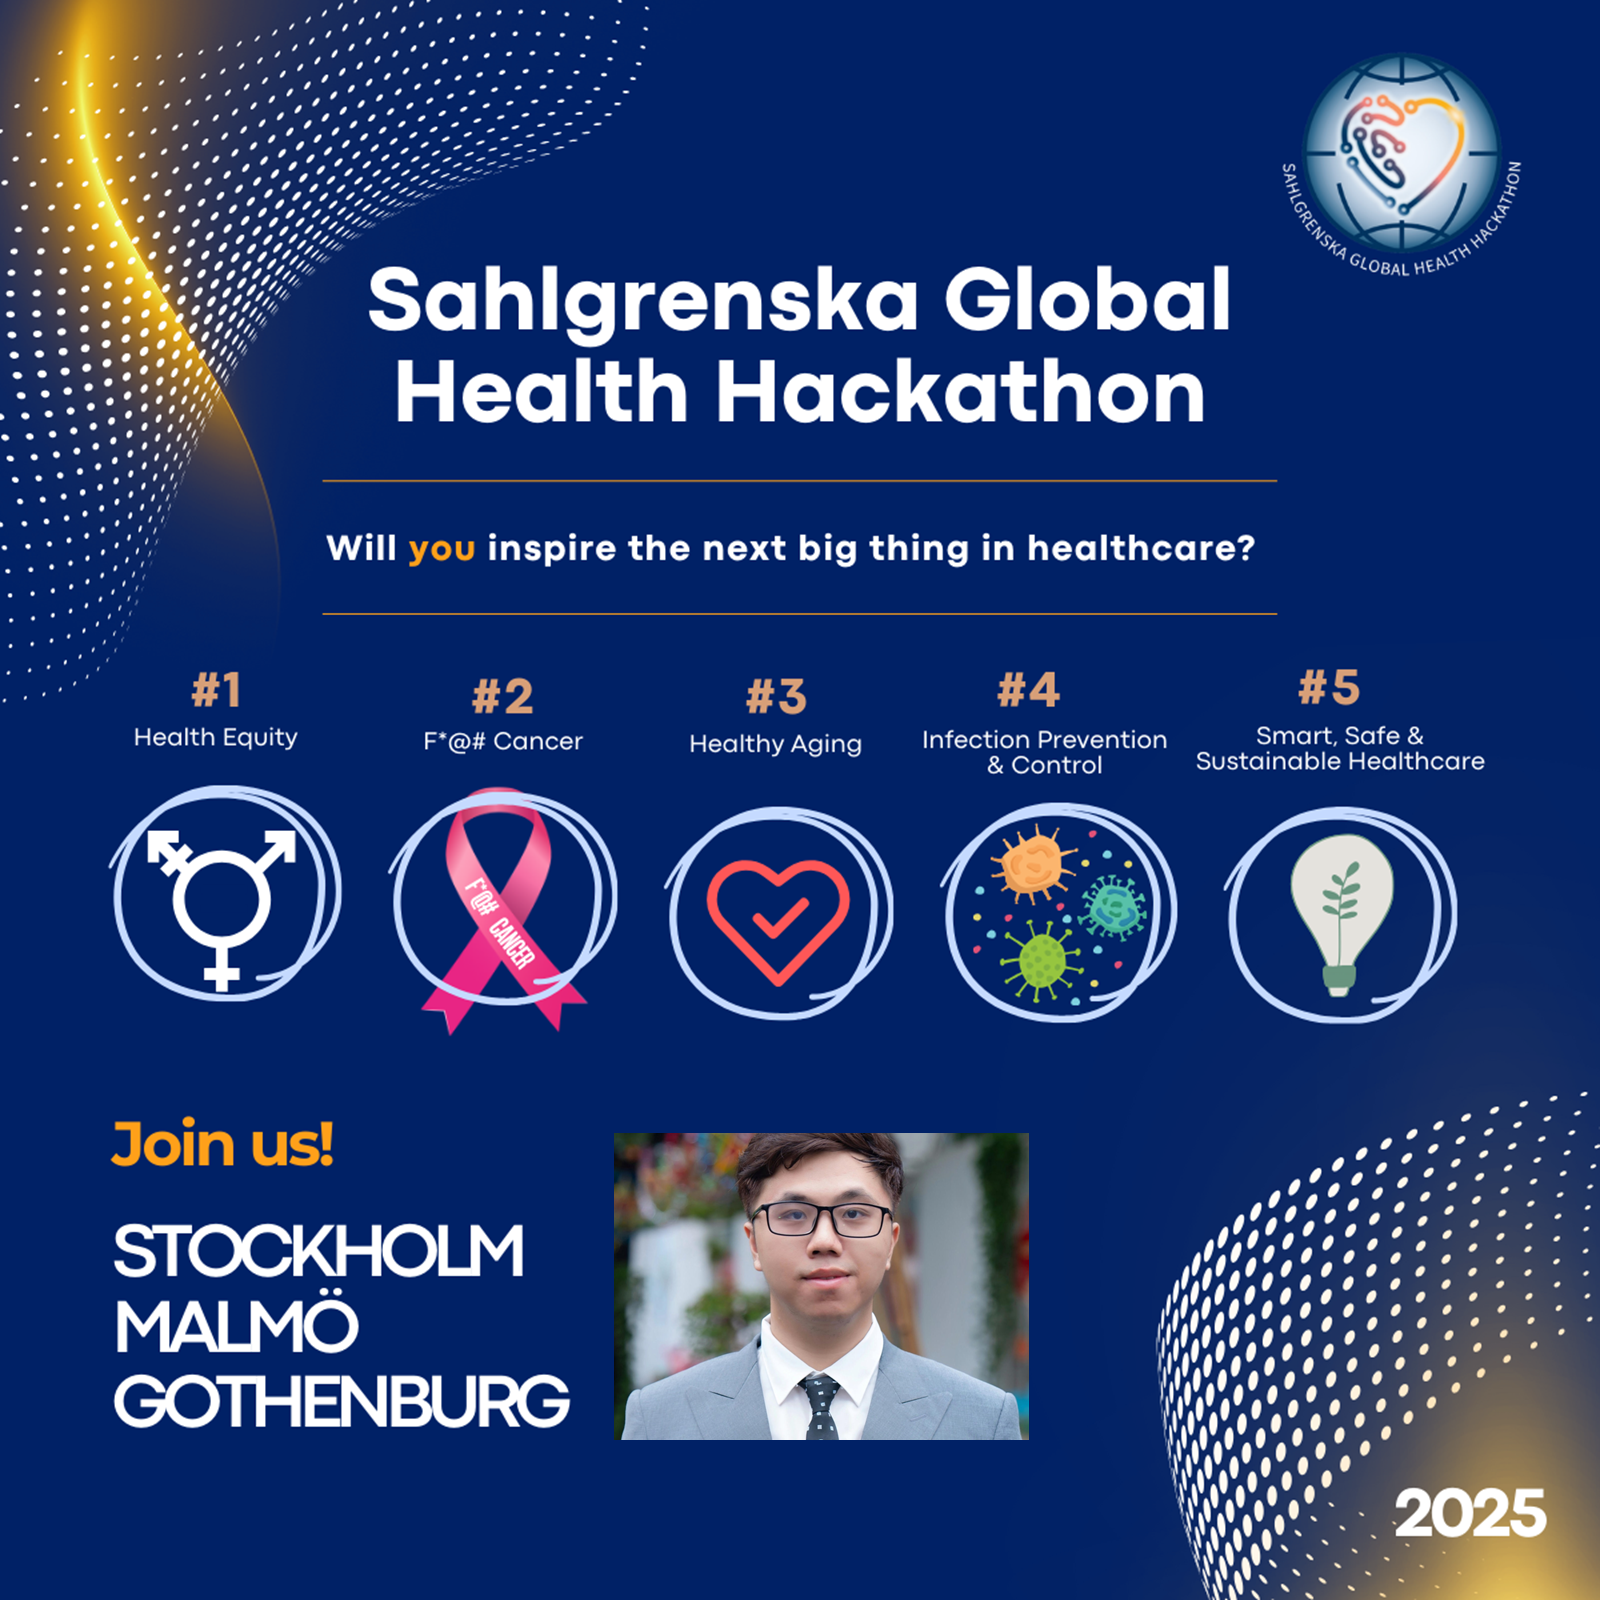 SAHLGRENSKA GLOBAL HEALTH HACKATHON
Sahlgrenska Global
Health Hackathon
Will you inspire the next big thing in healthcare?
#1
Health Equity
#2
F*@# Cancer
#3
Healthy Aging
#4
Infection Prevention
& Control
#5
Smart, Safe &
Sustainable Healthcare
F*@# CANCER
Join us!
STOCKHOLM
MALMÖ
GOTHENBURG
2025